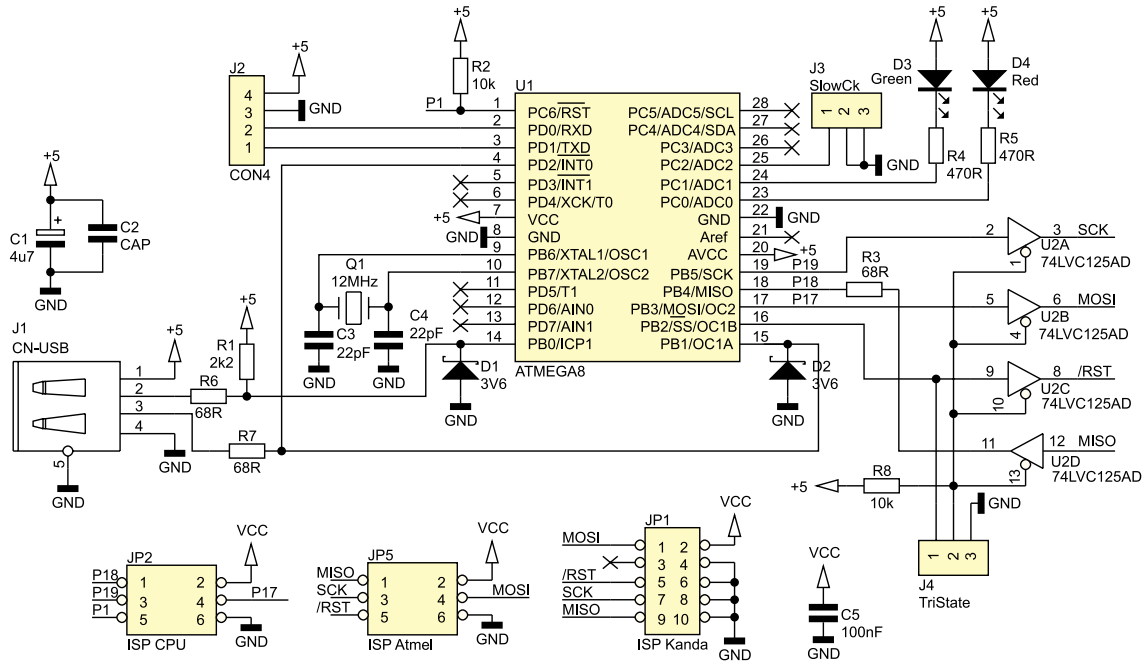 +5
+5
+5
J2
R2
10k
J3
SlowCk
D3
Green
D4
Red
4
3
2
1
GND
CON4
P1
U1
1
2
3
4
5
6
7
8
9
10
11
12
13
14
PC6/RST
PD0/RXD
PD1/TXD
PD2/INT0
PD3/INT1
PD4/XCK/T0
VCC
GND
PB6/XTAL1/OSC1
PB7/XTAL2/OSC2
PD5/T1
PD6/AIN0
PD7/AIN1
PB0/ICP1
PC5/ADC5/SCL
PC4/ADC4/SDA
PC3/ADC3
PC2/ADC2
PC1/ADC1
PC0/ADC0
GND
Aref
AVCC
PB5/SCK
PB4/MISO
PB3/MOSI/OC2
PB2/SS/OC1B
PB1/OC1A
28
27
26
25
24
23
22
21
20
19
18
17
16
15
ATMEGA8
1 2 3
GND
R4
470R
R5
470R
+5
GND
GND
+5
P19
P18
P17
R3
68R
+5
C1
4u7
+
C2
CAP
GND
Q1
12MHz
C3
22pF
C4
22pF
GND
GND
D1
3V6
GND
D2
3V6
GND
2
3
SCK
1
U2A
74LVC125AD
5
6
MOSI
4
U2B
74LVC125AD
9
8
/RST
10
U2C
74LVC125AD
11
12
MISO
13
U2D
74LVC125AD
J1
CN-USB
1
2
3
4
5
GND
+5
GND
+5
R1
2k2
R6
68R
R7
68R
+5
R8
10k
GND
1 2 3
J4
TriState
JP2
P18
P19
P1
1 2
3 4
5 6
VCC
P17
GND
ISP CPU
JP5
MISO
SCK
/RST
1 2
3 4
5 6
VCC
MOSI
GND
ISP Atmel
JP1
MOSI
/RST
SCK
MISO
1 2
3 4
5 6
7 8
9 10
VCC
GND
ISP Kanda
VCC
C5
100nF
GND